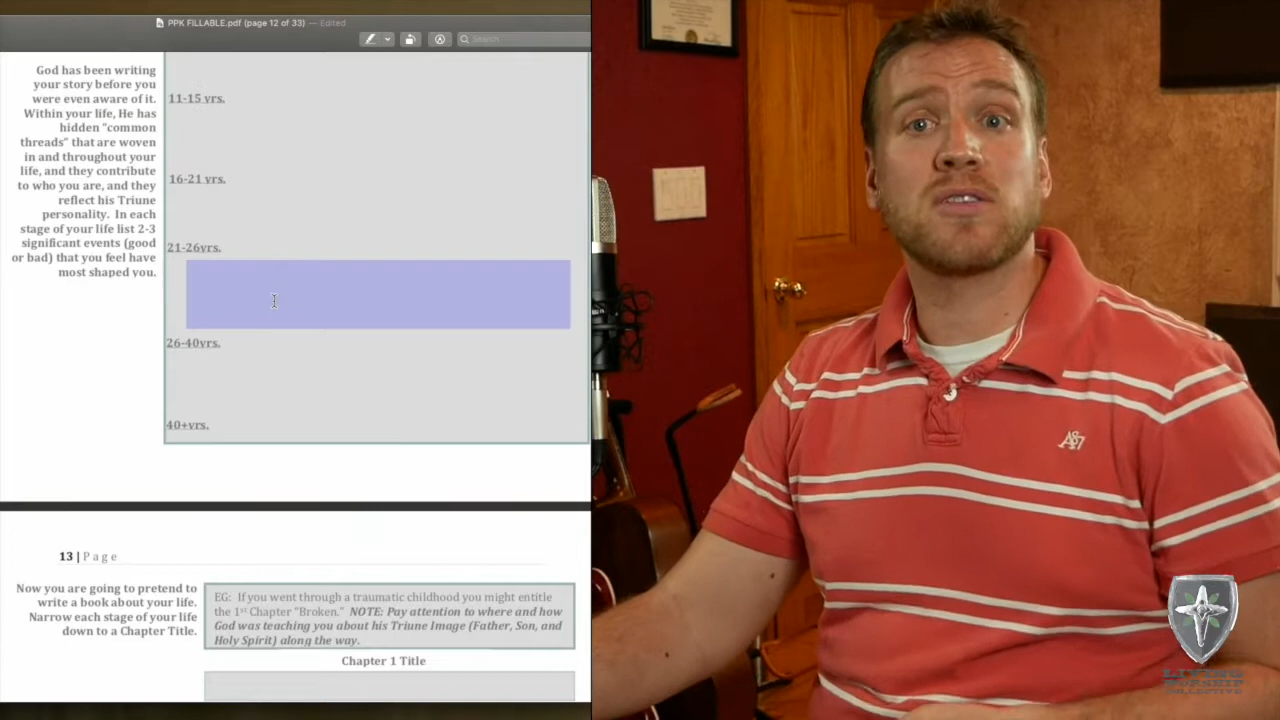 PPK FILLABLE.pdf (page 12 of 33) — Edited
Search
God has been writing
your story before you
were even aware of it.
Within your life, He has
hidden "common
threads" that are woven
in and throughout your
life, and they contribute
to who you are, and they
reflect his Triune
personality. In each
stage of your life list 2-3
significant events (good
or bad) that you feel have
most shaped you.
11-15 yrs.
16-21 yrs.
21-26yrs.
26-40yrs.
40+yrs.
13 | Page
Now you are going to pretend to
write a book about your life.
Narrow each stage of your life
down to a Chapter Title.
EG: If you went through a traumatic childhood you might entitle
the 1st Chapter "Broken." NOTE: Pay attention to where and how
God was teaching you about his Triune Image (Father, Son, and
Holy Spirit) along the way.
Chapter 1 Title
A87
LIVING
WORSHIP
COLLECTIVE